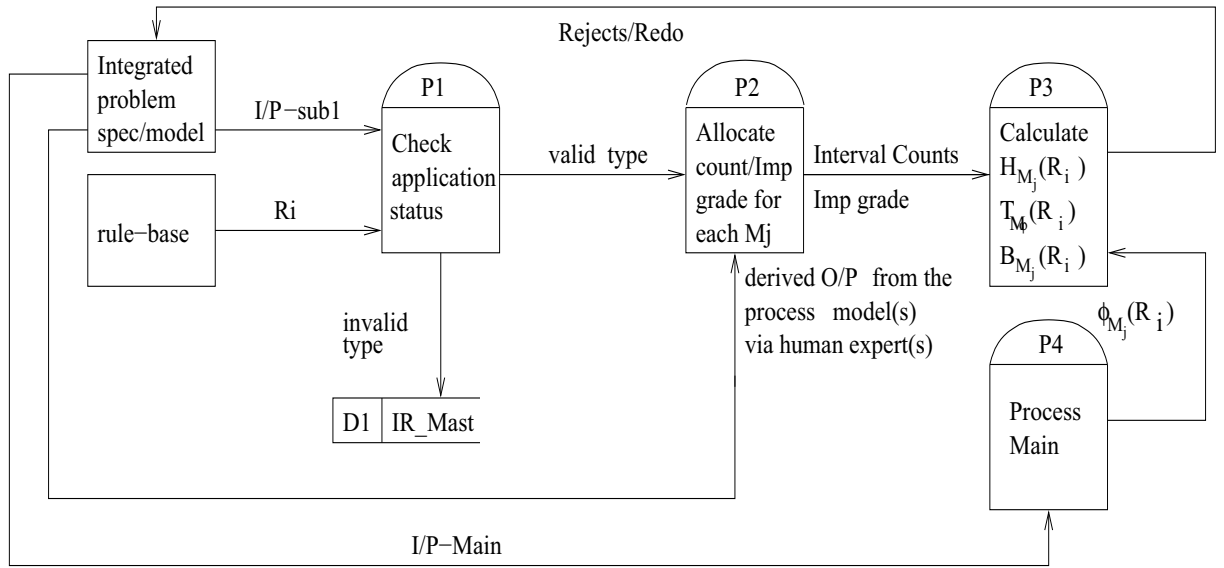 Rejects/Redo
Integrated
problem
spec/model
I/P−sub1
P1
Check
application
status
valid type
P2
Allocate
count/Imp
grade for
each Mj
Interval Counts
Imp grade
P3
Calculate
H_{M_j}(R_i)
T_{M_ϕ}(R_i)
B_{M_j}(R_i)
rule−base
Ri
invalid
type
D1 IR_Mast
derived O/P from the
process model(s)
via human expert(s)
ϕ_{M_j}(R_i)
P4
Process
Main
I/P−Main